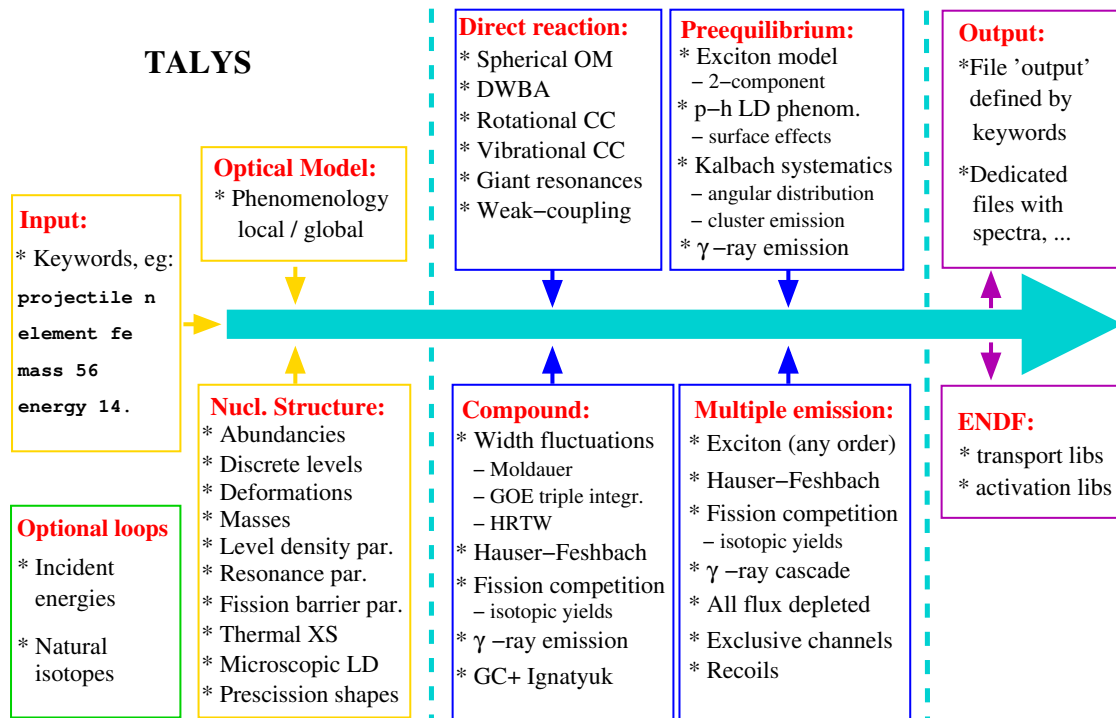 TALYS
Input:
* Keywords, eg:
projectile n
element fe
mass 56
energy 14.
Optional loops
* Incident
energies
* Natural
isotopes
Optical Model:
* Phenomenology
local / global
Nucl. Structure:
* Abundancies
* Discrete levels
* Deformations
* Masses
* Level density par.
* Resonance par.
* Fission barrier par.
* Thermal XS
* Microscopic LD
* Prescission shapes
Direct reaction:
* Spherical OM
* DWBA
* Rotational CC
* Vibrational CC
* Giant resonances
* Weak−coupling
Compound:
* Width fluctuations
− Moldauer
− GOE triple integr.
− HRTW
* Hauser−Feshbach
* Fission competition
− isotopic yields
* γ −ray emission
* GC+ Ignatyuk
Preequilibrium:
* Exciton model
− 2−component
* p−h LD phenom.
− surface effects
* Kalbach systematics
− angular distribution
− cluster emission
* γ −ray emission
Multiple emission:
* Exciton (any order)
* Hauser−Feshbach
* Fission competition
− isotopic yields
* γ −ray cascade
* All flux depleted
* Exclusive channels
* Recoils
Output:
*File ’output’
defined by
keywords
*Dedicated
files with
spectra, ...
ENDF:
* transport libs
* activation libs